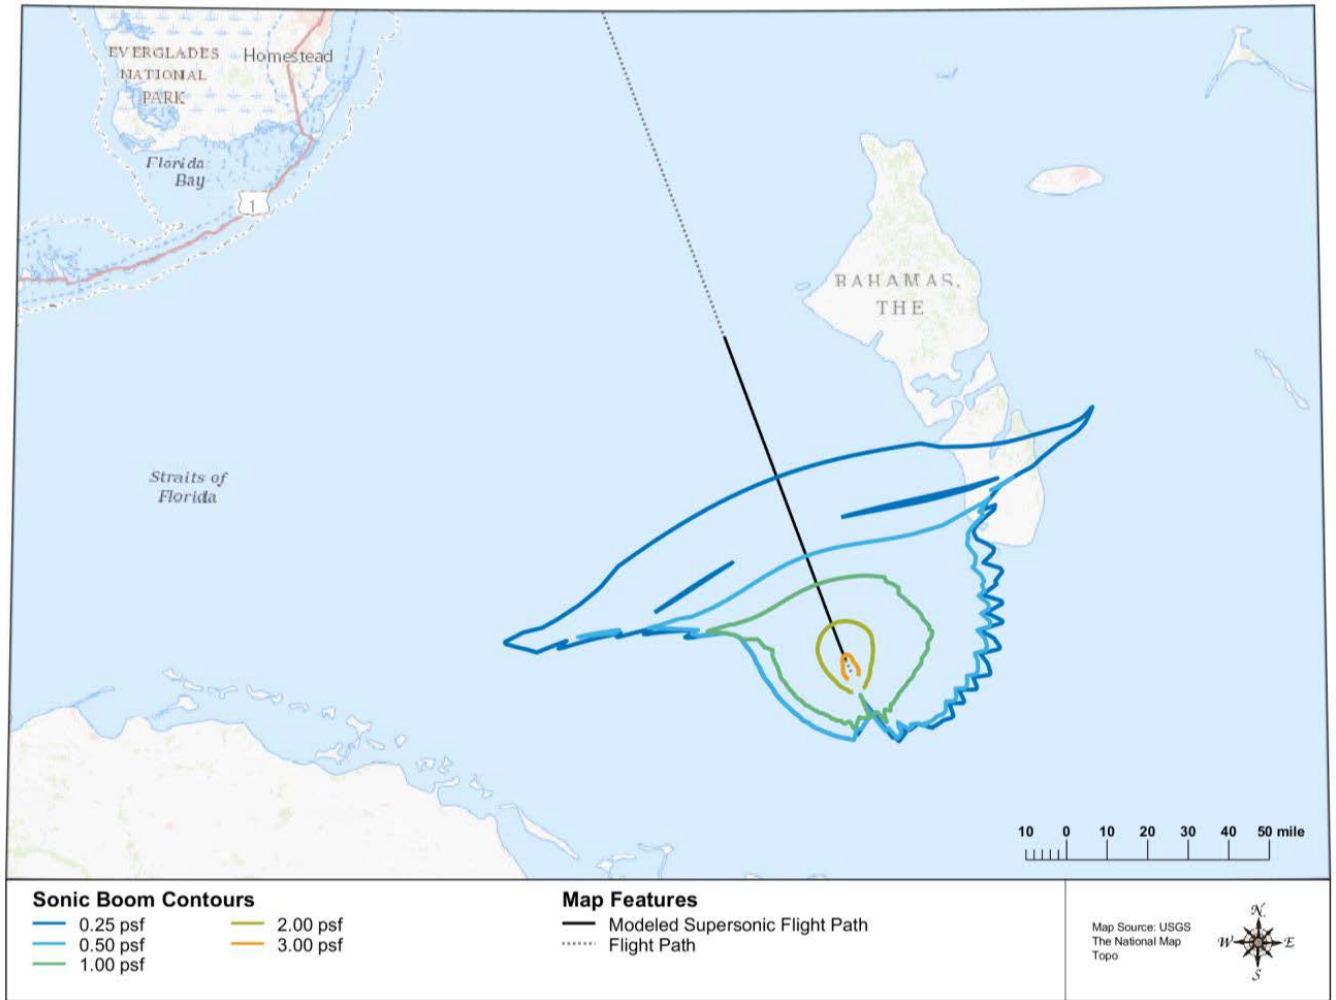 EVERGLADES
NATIONAL
PARK
Homestead
Florida
Bay
1
BAHAMAS,
THE
Straits of
Florida
10 0 10 20 30 40 50 mile
Sonic Boom Contours
0.25 psf
0.50 psf
1.00 psf
2.00 psf
3.00 psf
Map Features
Modeled Supersonic Flight Path
Flight Path
Map Source: USGS
The National Map
Topo
N
W E
S